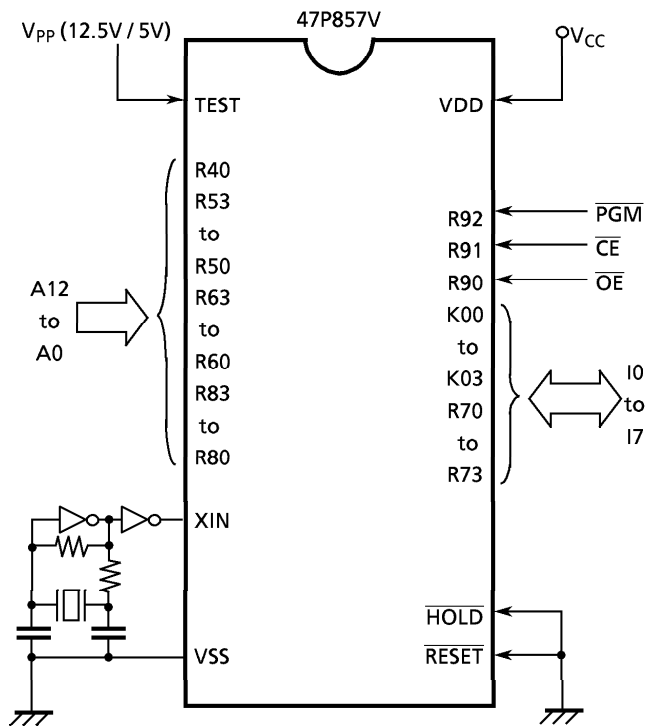 47P857V
VPP (12.5V / 5V)
VCC
TEST
VDD
R40
R53
to
R50
R63
to
R60
R83
to
R80
A12
to
A0
R92
R91
R90
K00
to
K03
R70
to
R73
PGM
CE
OE
I0
to
I7
XIN
VSS
HOLD
RESET